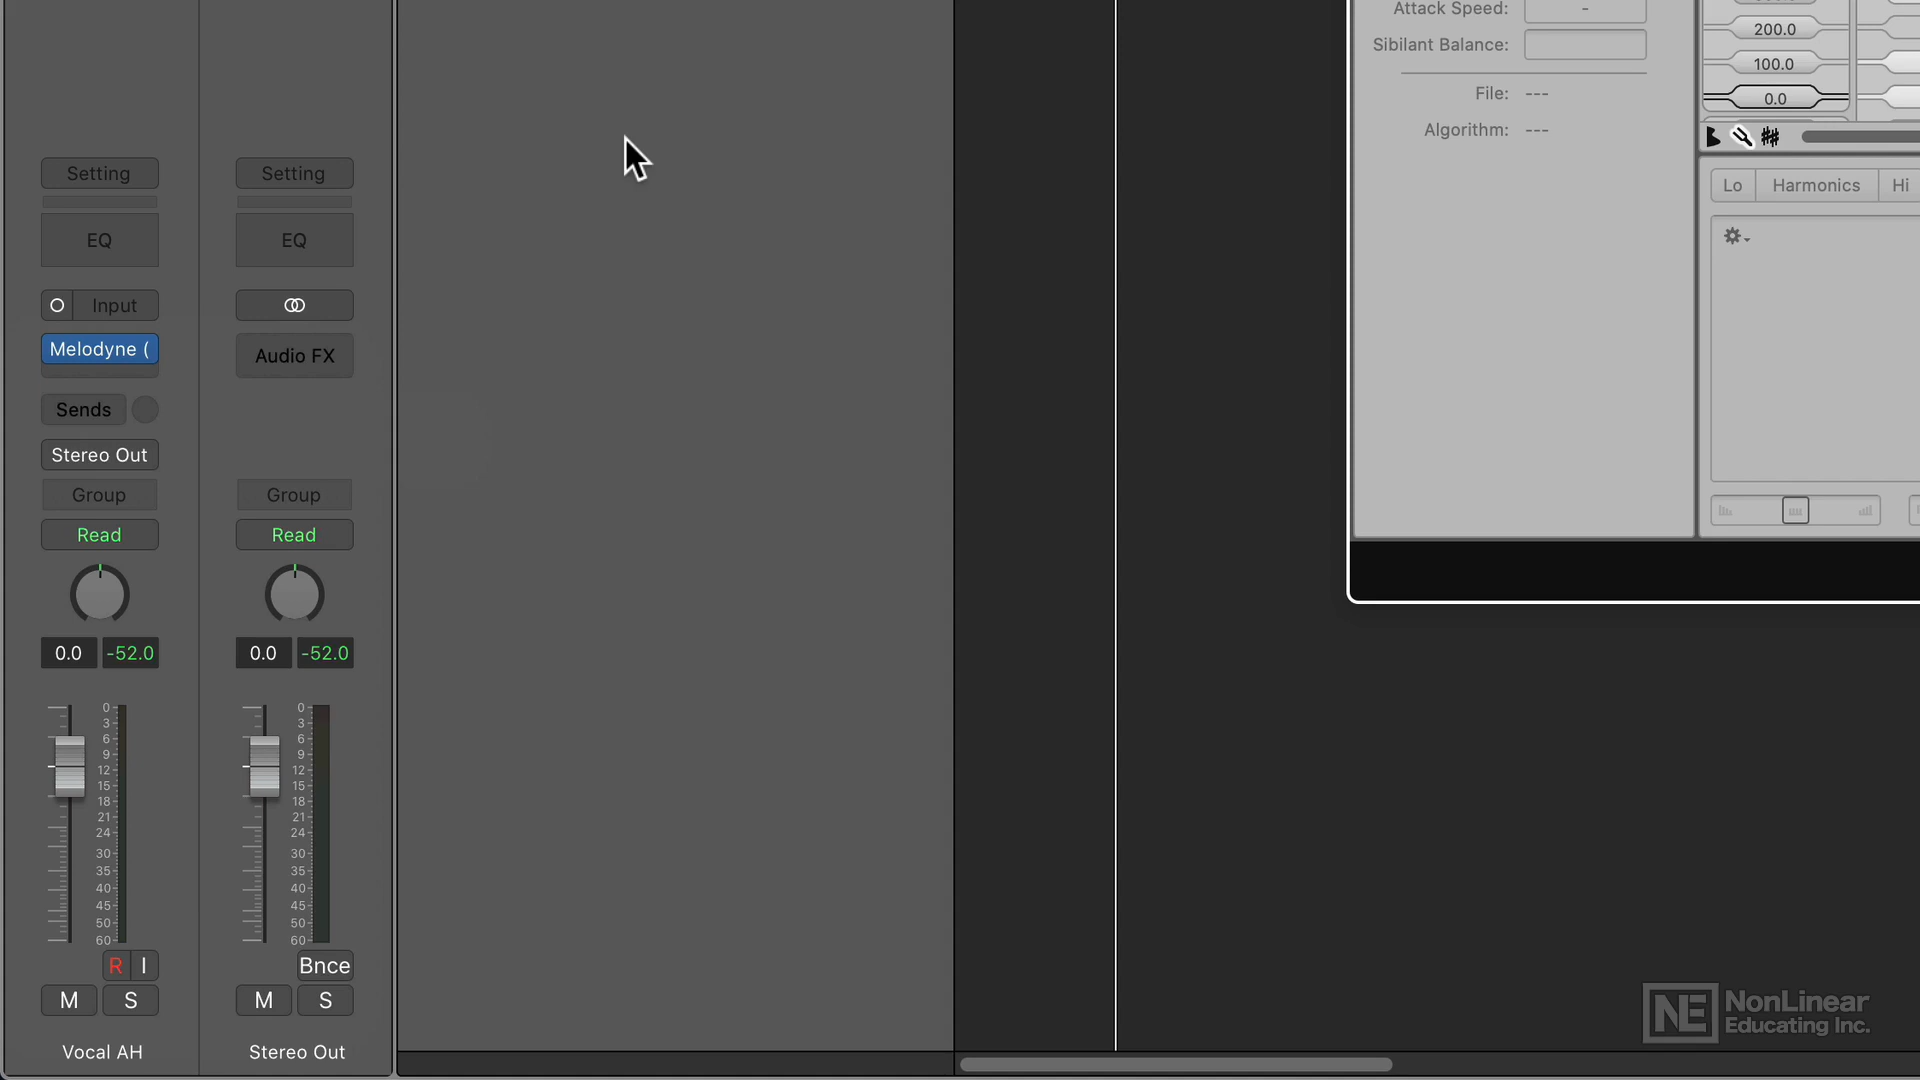 Attack Speed: -
Sibilant Balance:
File: ---
Algorithm: ---
200.0
100.0
0.0
Lo Harmonics Hi
Setting Setting
EQ EQ
Input
Melodyne ( Audio FX
Sends
Stereo Out
Group Group
Read Read
0.0 -52.0 0.0 -52.0
0 0
3 3
6 6
9 9
12 12
15 15
18 18
21 21
24 24
30 30
35 35
40 40
45 45
50 50
60 60
R I Bnce
M S M S
Vocal AH Stereo Out
NE NonLinear
Educating Inc.